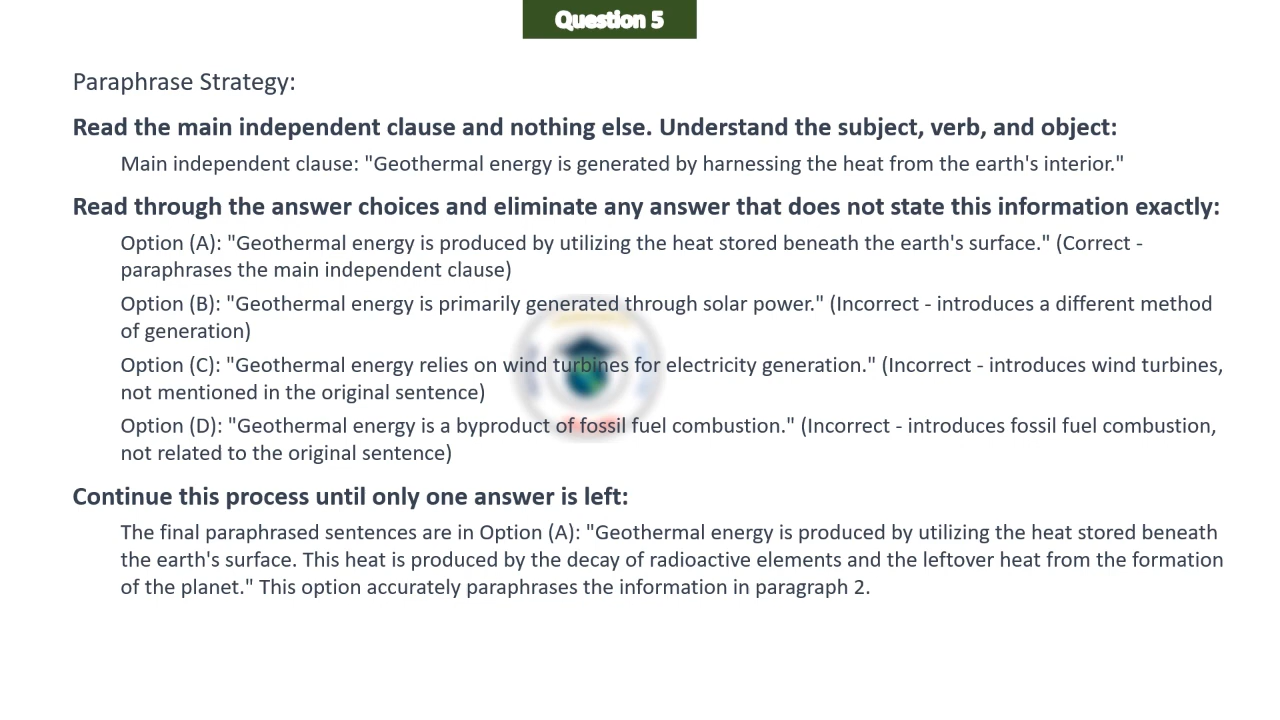 Question 5
Paraphrase Strategy:
Read the main independent clause and nothing else. Understand the subject, verb, and object:
Main independent clause: "Geothermal energy is generated by harnessing the heat from the earth's interior."
Read through the answer choices and eliminate any answer that does not state this information exactly:
Option (A): "Geothermal energy is produced by utilizing the heat stored beneath the earth's surface." (Correct -
paraphrases the main independent clause)
Option (B): "Geothermal energy is primarily generated through solar power." (Incorrect - introduces a different method
of generation)
Option (C): "Geothermal energy relies on wind turbines for electricity generation." (Incorrect - introduces wind turbines,
not mentioned in the original sentence)
Option (D): "Geothermal energy is a byproduct of fossil fuel combustion." (Incorrect - introduces fossil fuel combustion,
not related to the original sentence)
Continue this process until only one answer is left:
The final paraphrased sentences are in Option (A): "Geothermal energy is produced by utilizing the heat stored beneath
the earth's surface. This heat is produced by the decay of radioactive elements and the leftover heat from the formation
of the planet." This option accurately paraphrases the information in paragraph 2.